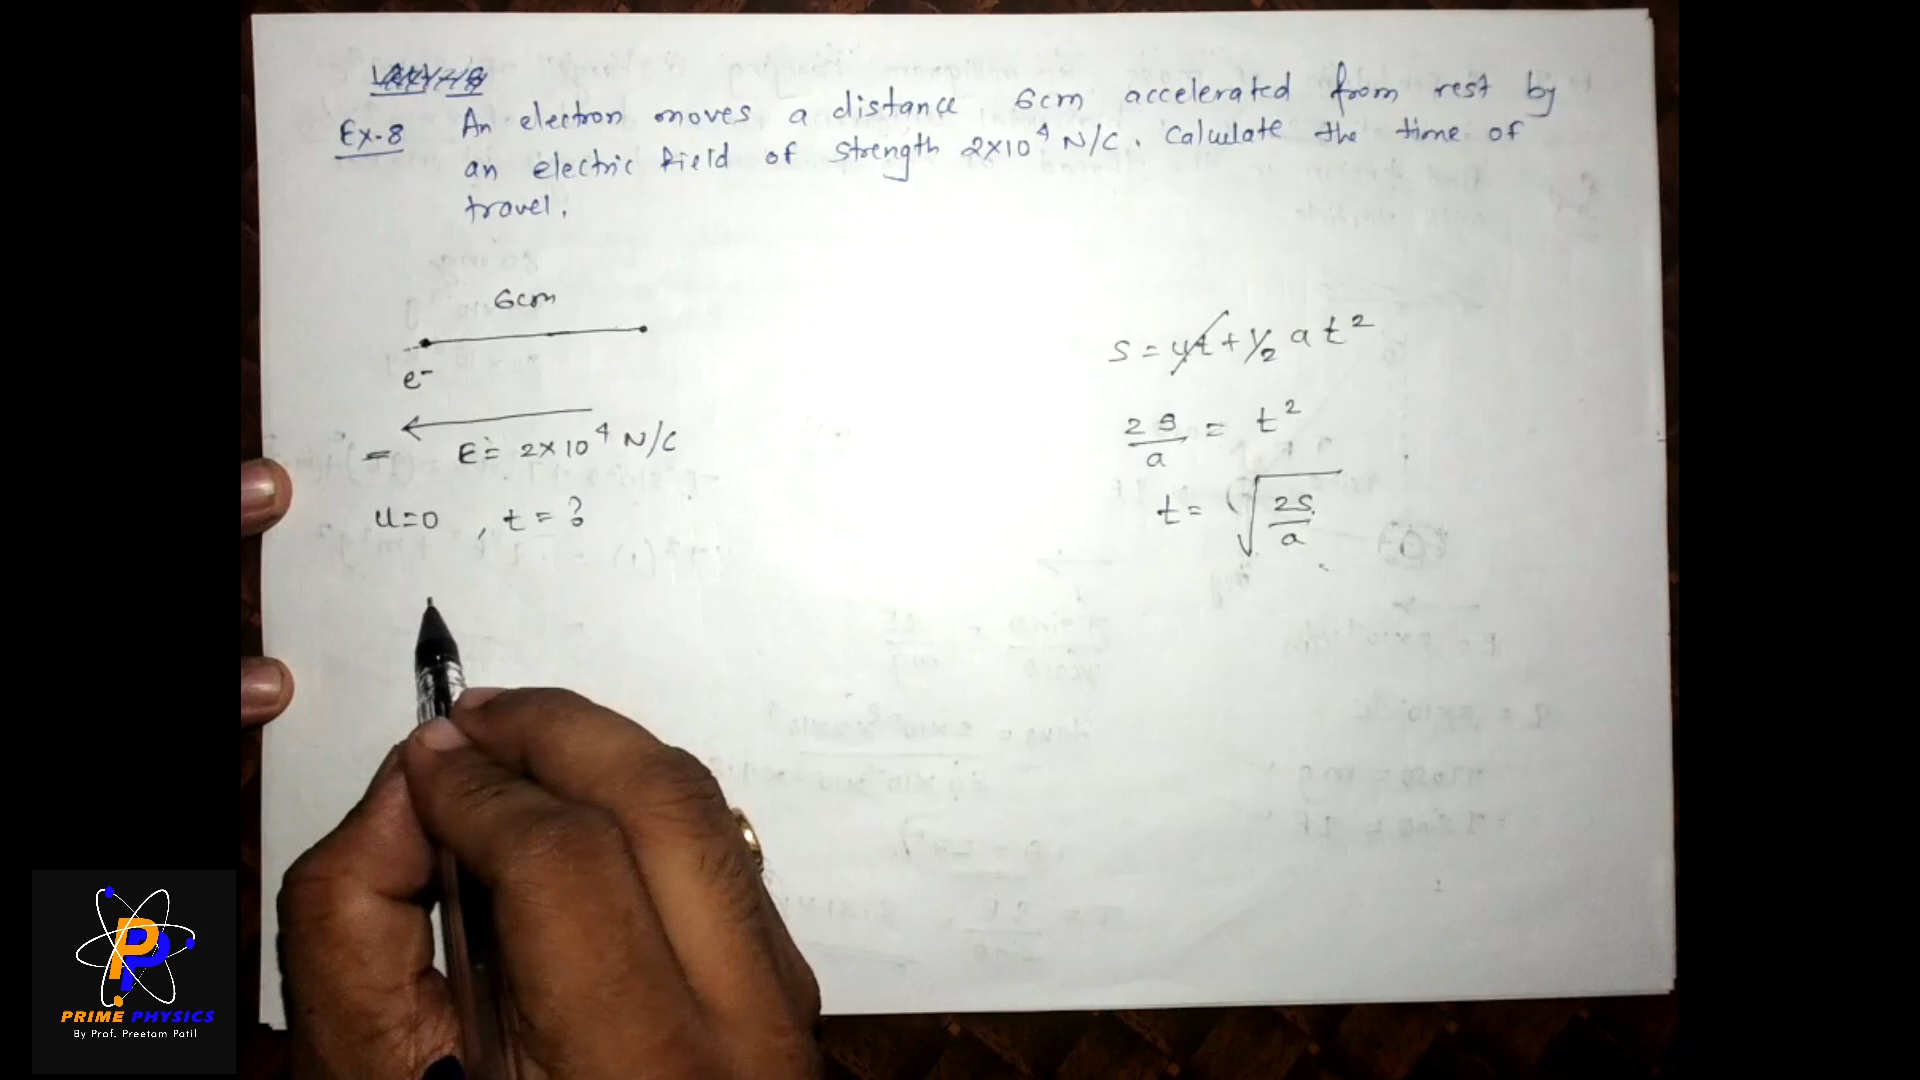 Ex-8 An electron moves a distance 6cm accelerated from rest by
an electric field of strength 2×10⁴ N/C. Calculate the time of
travel.
6cm
e⁻
E = 2×10⁴ N/C
u=0 , t = ?
s = ut + 1/2 at²
2s/a = t²
t = √(2s/a)
PRIME PHYSICS
By Prof. Preetam Patil